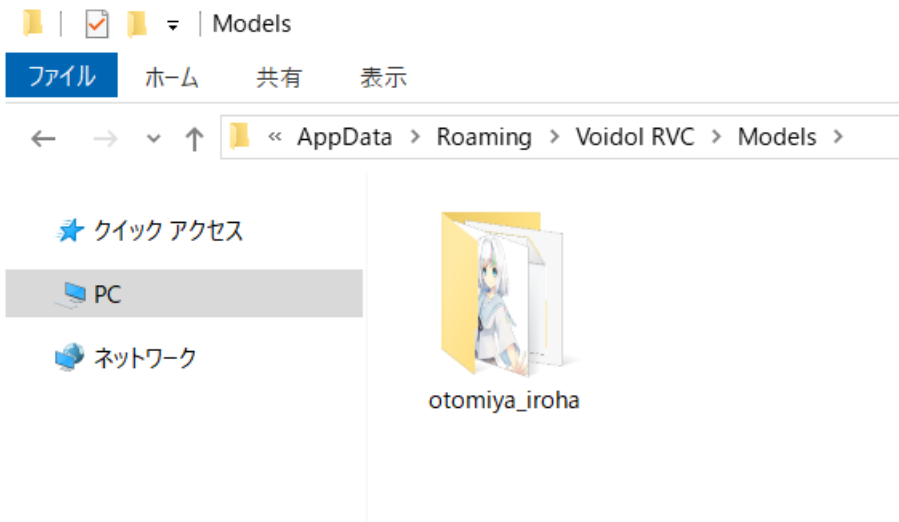 Models
ファイル ホーム 共有 表示
« AppData > Roaming > Voidol RVC > Models >
クイック アクセス
PC
ネットワーク
otomiya_iroha